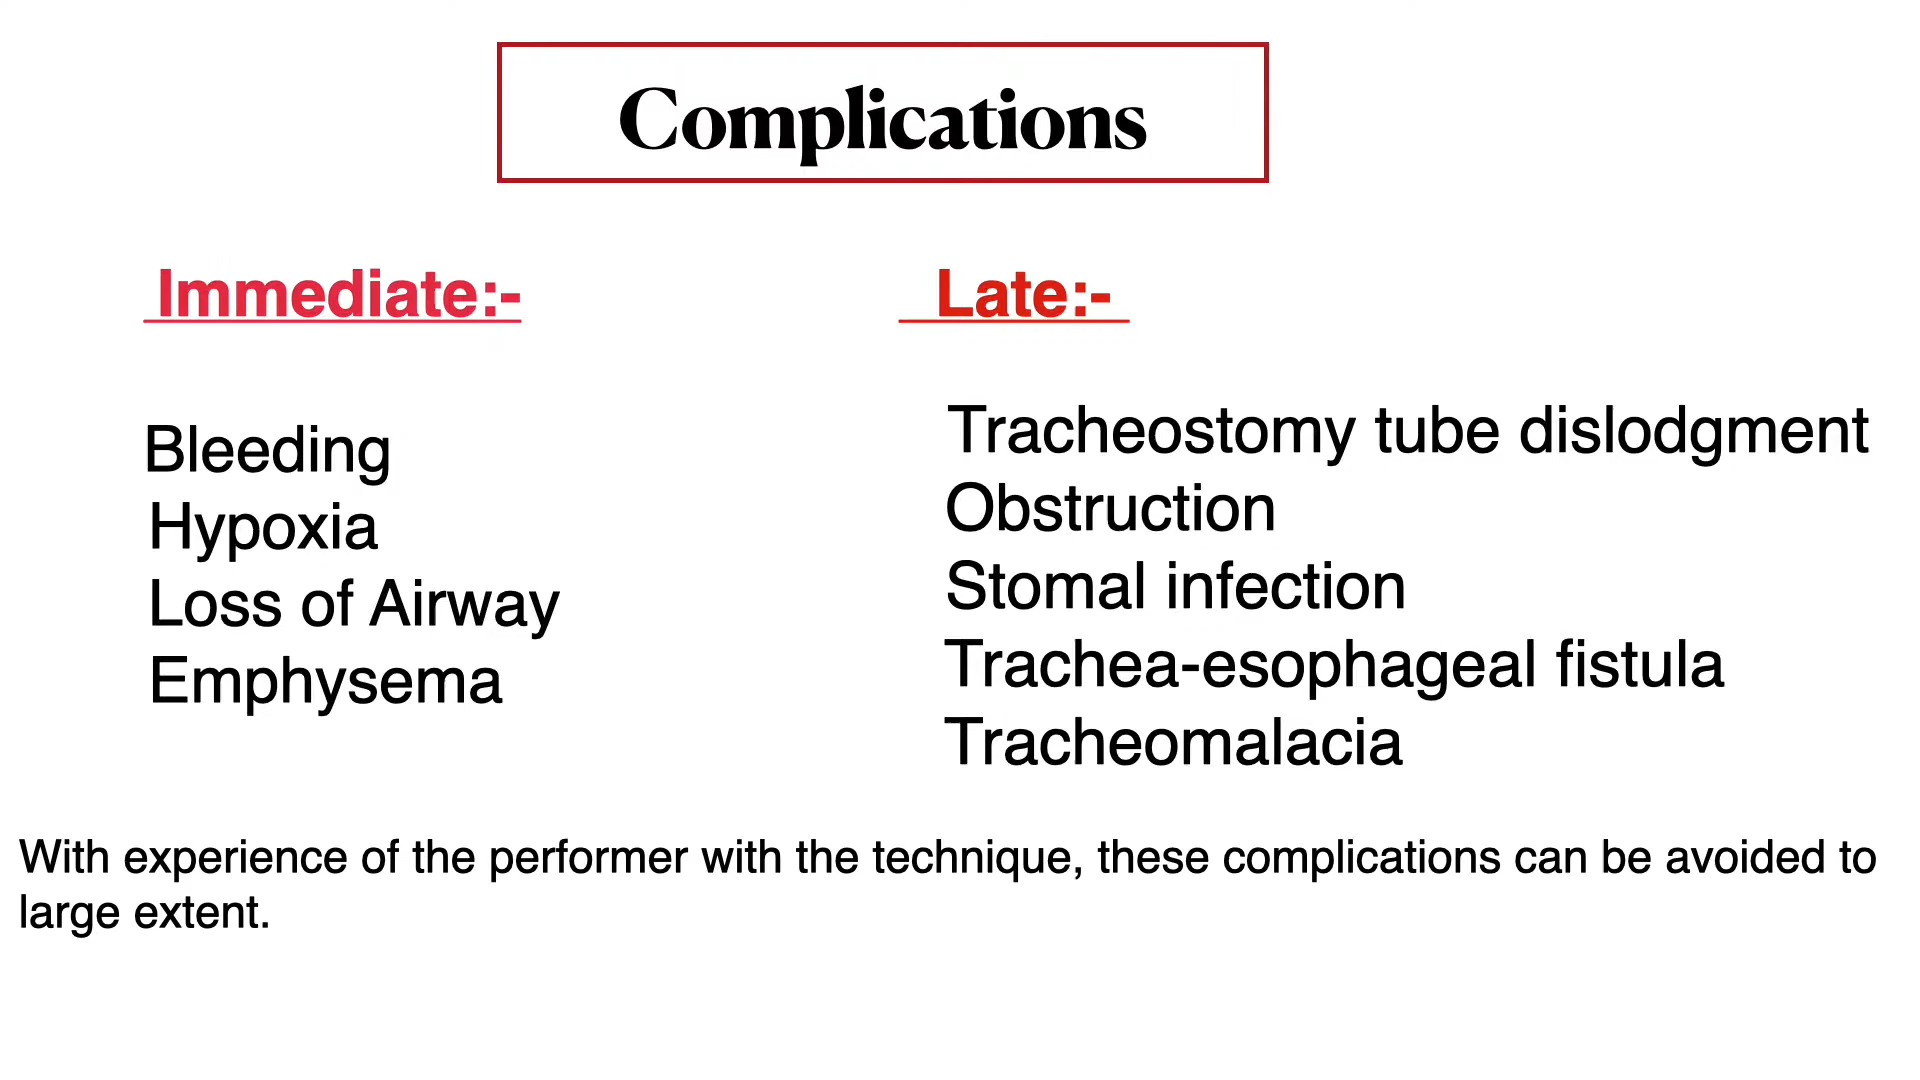 Complications
Immediate:-
Bleeding
Hypoxia
Loss of Airway
Emphysema
Late:-
Tracheostomy tube dislodgment
Obstruction
Stomal infection
Trachea-esophageal fistula
Tracheomalacia
With experience of the performer with the technique, these complications can be avoided to
large extent.